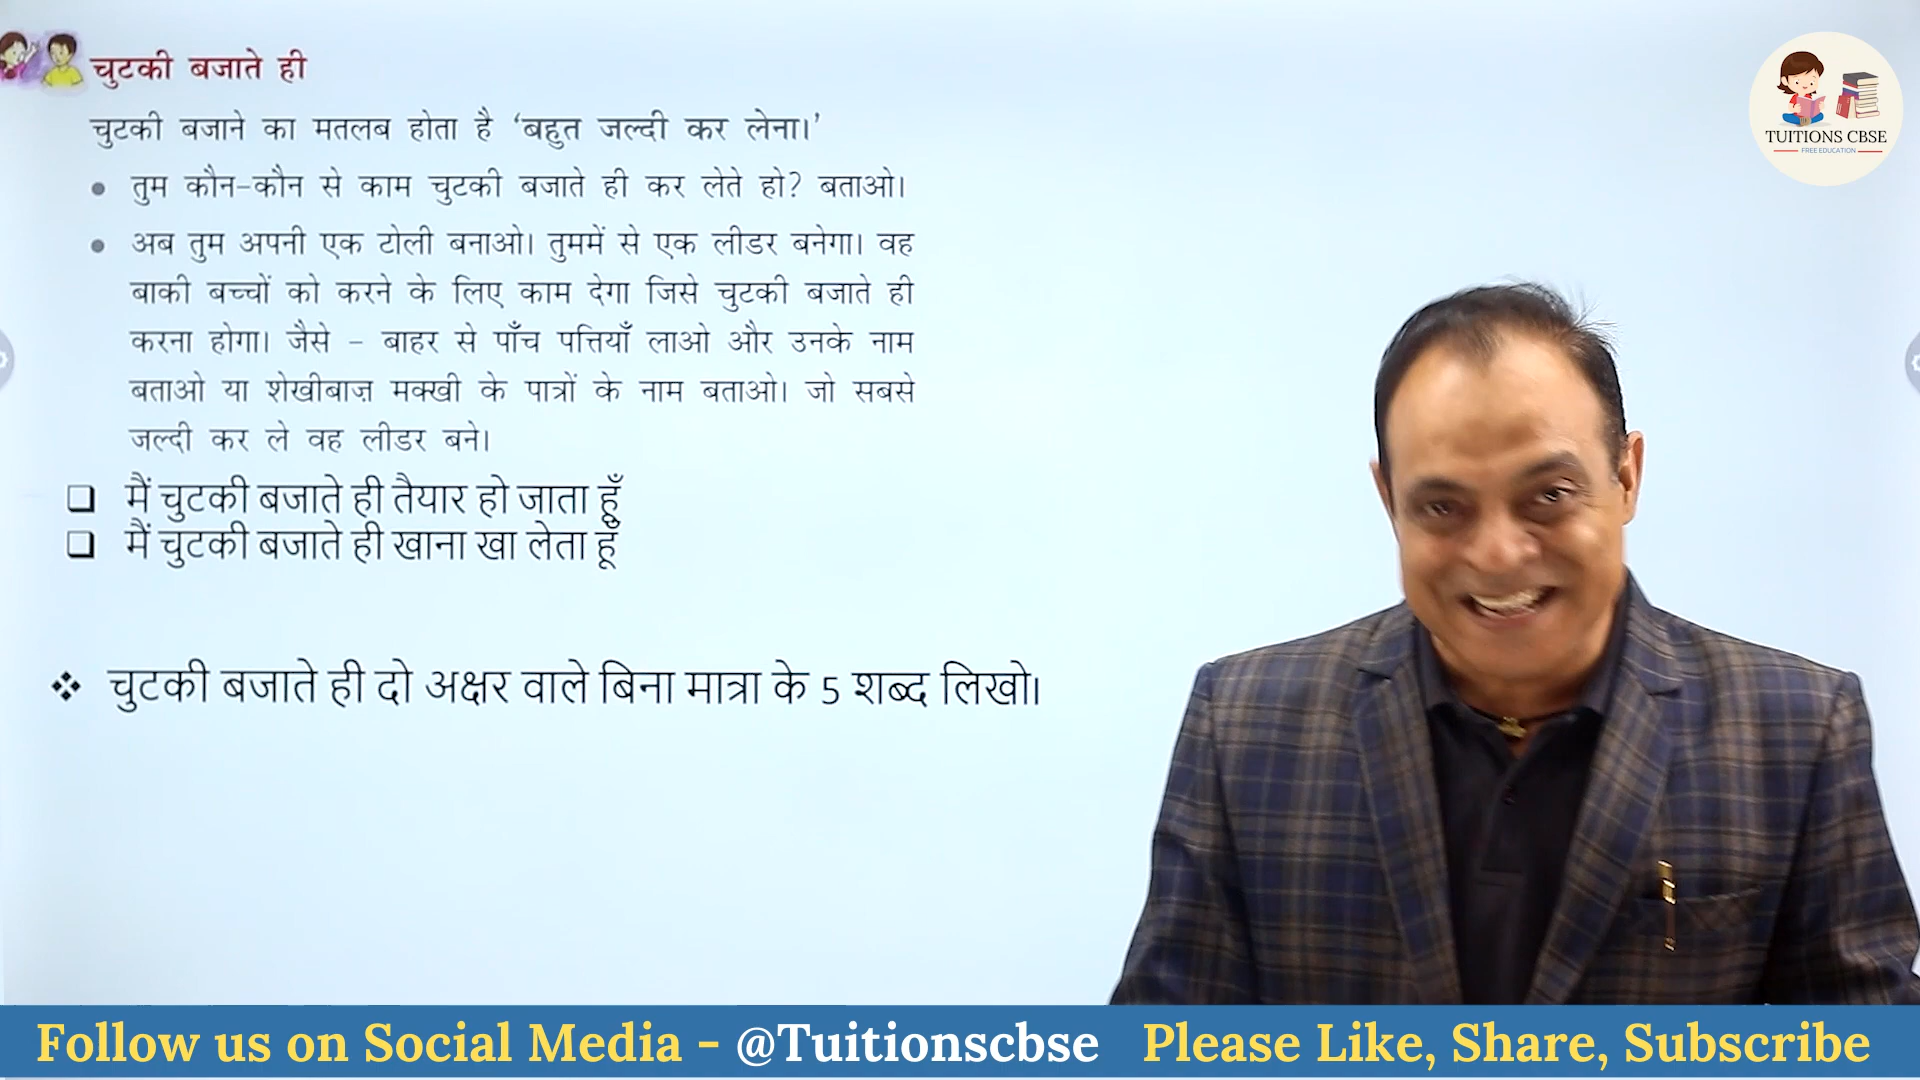 चुटकी बजाते ही
चुटकी बजाने का मतलब होता है ‘बहुत जल्दी कर लेना।’
• तुम कौन-कौन से काम चुटकी बजाते ही कर लेते हो? बताओ।
• अब तुम अपनी एक टोली बनाओ। तुममें से एक लीडर बनेगा। वह
बाकी बच्चों को करने के लिए काम देगा जिसे चुटकी बजाते ही
करना होगा। जैसे – बाहर से पाँच पत्तियाँ लाओ और उनके नाम
बताओ या शेखीबाज़ मक्खी के पात्रों के नाम बताओ। जो सबसे
जल्दी कर ले वह लीडर बने।
❑ मैं चुटकी बजाते ही तैयार हो जाता हूँ
❑ मैं चुटकी बजाते ही खाना खा लेता हूँ
❖ चुटकी बजाते ही दो अक्षर वाले बिना मात्रा के 5 शब्द लिखो।
TUITIONS CBSE
FREE EDUCATION
Follow us on Social Media - @Tuitionscbse Please Like, Share, Subscribe